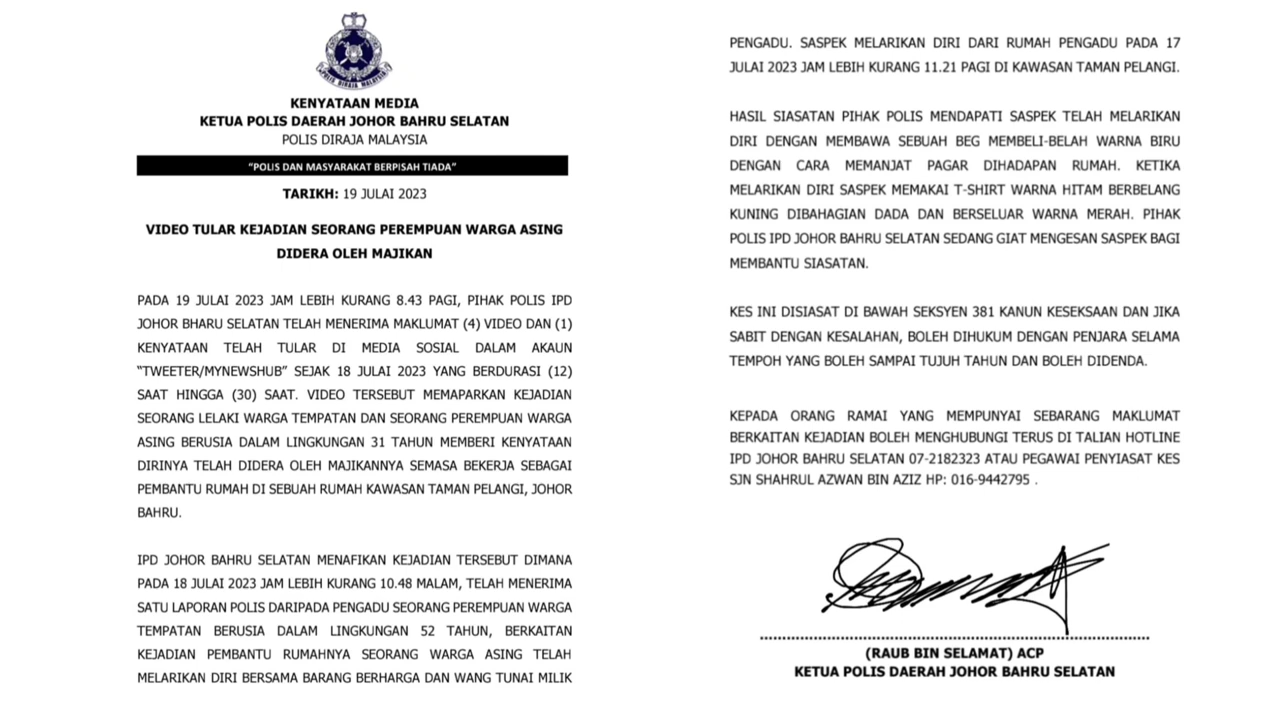 POLIS DIRAJA MALAYSIA
KENYATAAN MEDIA
KETUA POLIS DAERAH JOHOR BAHRU SELATAN
POLIS DIRAJA MALAYSIA
“POLIS DAN MASYARAKAT BERPISAH TIADA”
TARIKH: 19 JULAI 2023
VIDEO TULAR KEJADIAN SEORANG PEREMPUAN WARGA ASING
DIDERA OLEH MAJIKAN
PADA 19 JULAI 2023 JAM LEBIH KURANG 8.43 PAGI, PIHAK POLIS IPD
JOHOR BHARU SELATAN TELAH MENERIMA MAKLUMAT (4) VIDEO DAN (1)
KENYATAAN TELAH TULAR DI MEDIA SOSIAL DALAM AKAUN
“TWEETER/MYNEWSHUB” SEJAK 18 JULAI 2023 YANG BERDURASI (12)
SAAT HINGGA (30) SAAT. VIDEO TERSEBUT MEMAPARKAN KEJADIAN
SEORANG LELAKI WARGA TEMPATAN DAN SEORANG PEREMPUAN WARGA
ASING BERUSIA DALAM LINGKUNGAN 31 TAHUN MEMBERI KENYATAAN
DIRINYA TELAH DIDERA OLEH MAJIKANNYA SEMASA BEKERJA SEBAGAI
PEMBANTU RUMAH DI SEBUAH RUMAH KAWASAN TAMAN PELANGI, JOHOR
BAHRU.
IPD JOHOR BAHRU SELATAN MENAFIKAN KEJADIAN TERSEBUT DIMANA
PADA 18 JULAI 2023 JAM LEBIH KURANG 10.48 MALAM, TELAH MENERIMA
SATU LAPORAN POLIS DARIPADA PENGADU SEORANG PEREMPUAN WARGA
TEMPATAN BERUSIA DALAM LINGKUNGAN 52 TAHUN, BERKAITAN
KEJADIAN PEMBANTU RUMAHNYA SEORANG WARGA ASING TELAH
MELARIKAN DIRI BERSAMA BARANG BERHARGA DAN WANG TUNAI MILIK
PENGADU. SASPEK MELARIKAN DIRI DARI RUMAH PENGADU PADA 17
JULAI 2023 JAM LEBIH KURANG 11.21 PAGI DI KAWASAN TAMAN PELANGI.
HASIL SIASATAN PIHAK POLIS MENDAPATI SASPEK TELAH MELARIKAN
DIRI DENGAN MEMBAWA SEBUAH BEG MEMBELI-BELAH WARNA BIRU
DENGAN CARA MEMANJAT PAGAR DIHADAPAN RUMAH. KETIKA
MELARIKAN DIRI SASPEK MEMAKAI T-SHIRT WARNA HITAM BERBELANG
KUNING DIBAHAGIAN DADA DAN BERSELUAR WARNA MERAH. PIHAK
POLIS IPD JOHOR BAHRU SELATAN SEDANG GIAT MENGESAN SASPEK BAGI
MEMBANTU SIASATAN.
KES INI DISIASAT DI BAWAH SEKSYEN 381 KANUN KESEKSAAN DAN JIKA
SABIT DENGAN KESALAHAN, BOLEH DIHUKUM DENGAN PENJARA SELAMA
TEMPOH YANG BOLEH SAMPAI TUJUH TAHUN DAN BOLEH DIDENDA.
KEPADA ORANG RAMAI YANG MEMPUNYAI SEBARANG MAKLUMAT
BERKAITAN KEJADIAN BOLEH MENGHUBUNGI TERUS DI TALIAN HOTLINE
IPD JOHOR BAHRU SELATAN 07-2182323 ATAU PEGAWAI PENYIASAT KES
SJN SHAHRUL AZWAN BIN AZIZ HP: 016-9442795 .
(RAUB BIN SELAMAT) ACP
KETUA POLIS DAERAH JOHOR BAHRU SELATAN